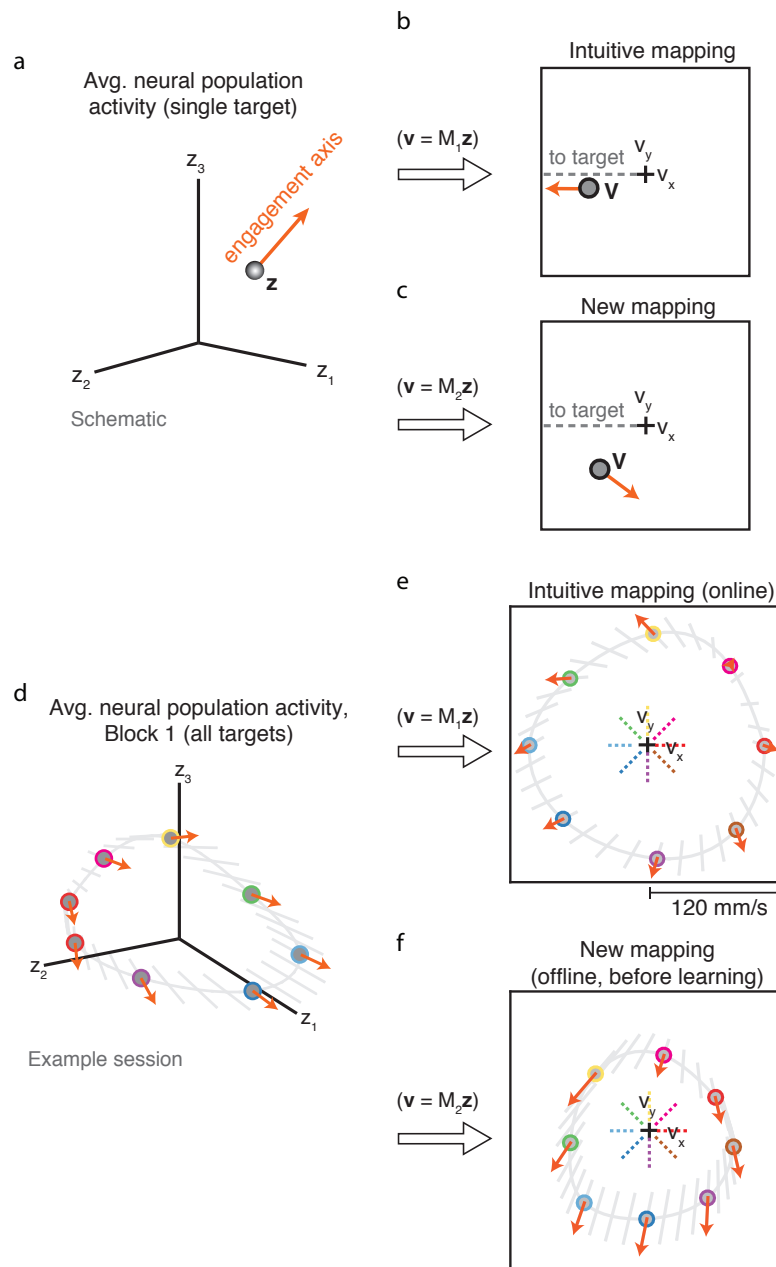 a
Avg. neural population
activity (single target)
z3
engagement axis
z
z2
z1
Schematic
b
Intuitive mapping
(v = M1z)
to target
vy
vx
v
c
New mapping
(v = M2z)
to target
vy
vx
v
d
Avg. neural population activity,
Block 1 (all targets)
z3
z2
z1
Example session
e
Intuitive mapping (online)
(v = M1z)
vy
vx
120 mm/s
f
New mapping
(offline, before learning)
(v = M2z)
vy
vx